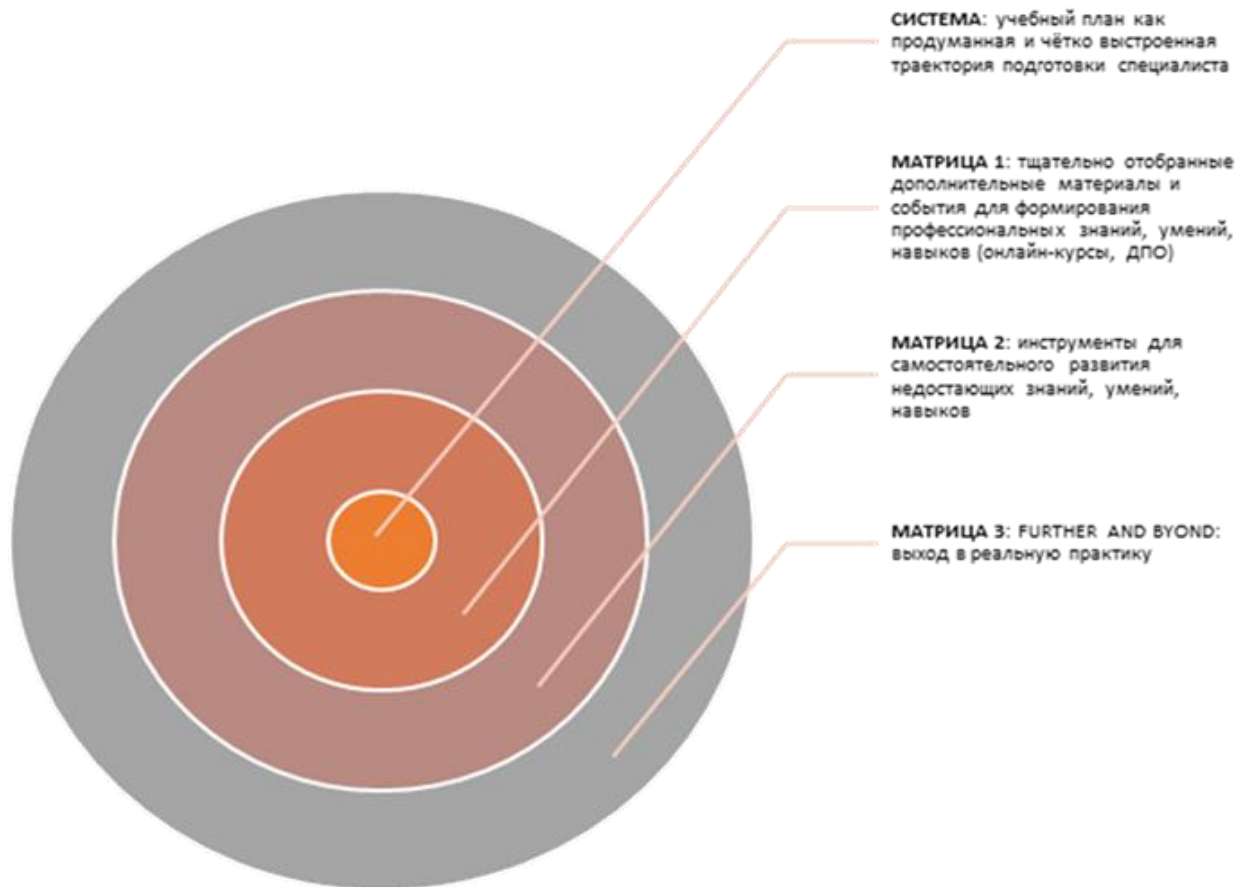 СИСТЕМА: учебный план как
продуманная и чётко выстроенная
траектория подготовки специалиста
МАТРИЦА 1: тщательно отобранные
дополнительные материалы и
события для формирования
профессиональных знаний, умений,
навыков (онлайн-курсы, ДПО)
МАТРИЦА 2: инструменты для
самостоятельного развития
недостающих знаний, умений,
навыков
МАТРИЦА 3: FURTHER AND BYOND:
выход в реальную практику